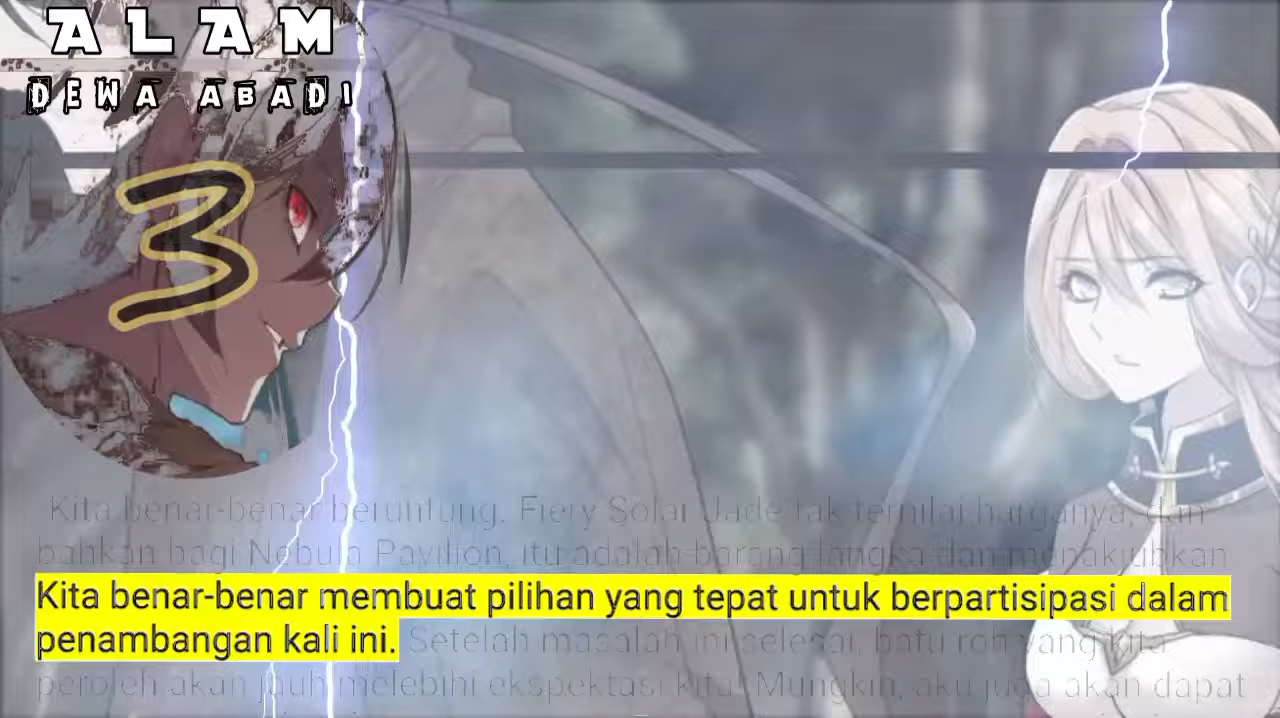 ALAM
DEWA ABADI
3
Kita benar-benar beruntung. Fiery Solar Jade tak ternilai harganya, dan
bahkan bagi Nebula Pavilion, itu adalah barang langka dan menakjubkan
Kita benar-benar membuat pilihan yang tepat untuk berpartisipasi dalam
penambangan kali ini. Setelah masalah ini selesai, batu roh yang kita
peroleh akan jauh melebihi ekspektasi kita! Mungkin, aku juga akan dapat